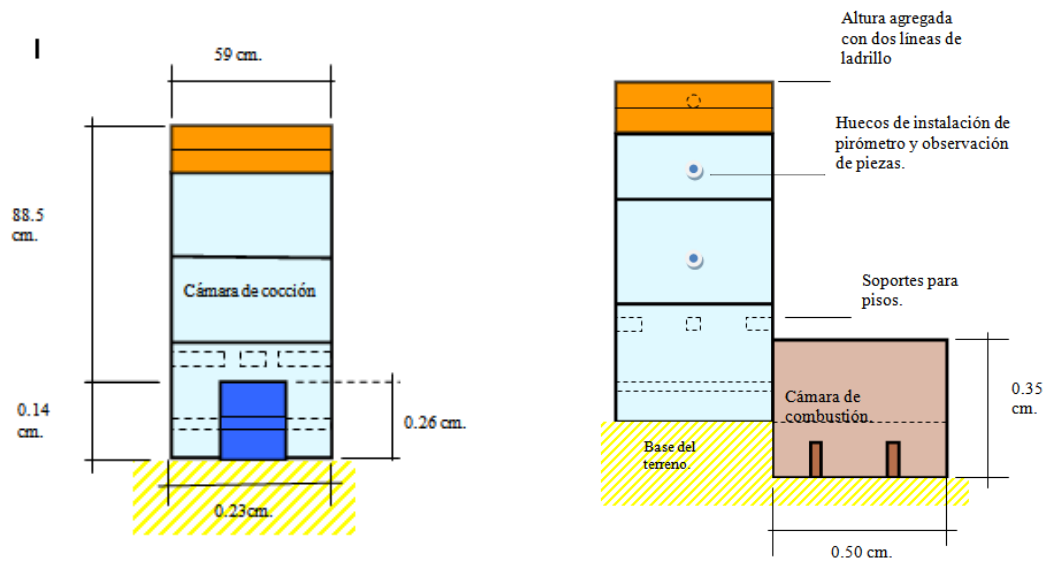 I
59 cm.
88.5
cm.
Cámara de cocción
0.14
cm.
0.26 cm.
0.23cm.
Altura agregada
con dos líneas de
ladrillo
Huecos de instalación de
pirómetro y observación
de piezas.
Soportes para
pisos.
Cámara de
combustión.
0.35
cm.
Base del
terreno.
0.50 cm.